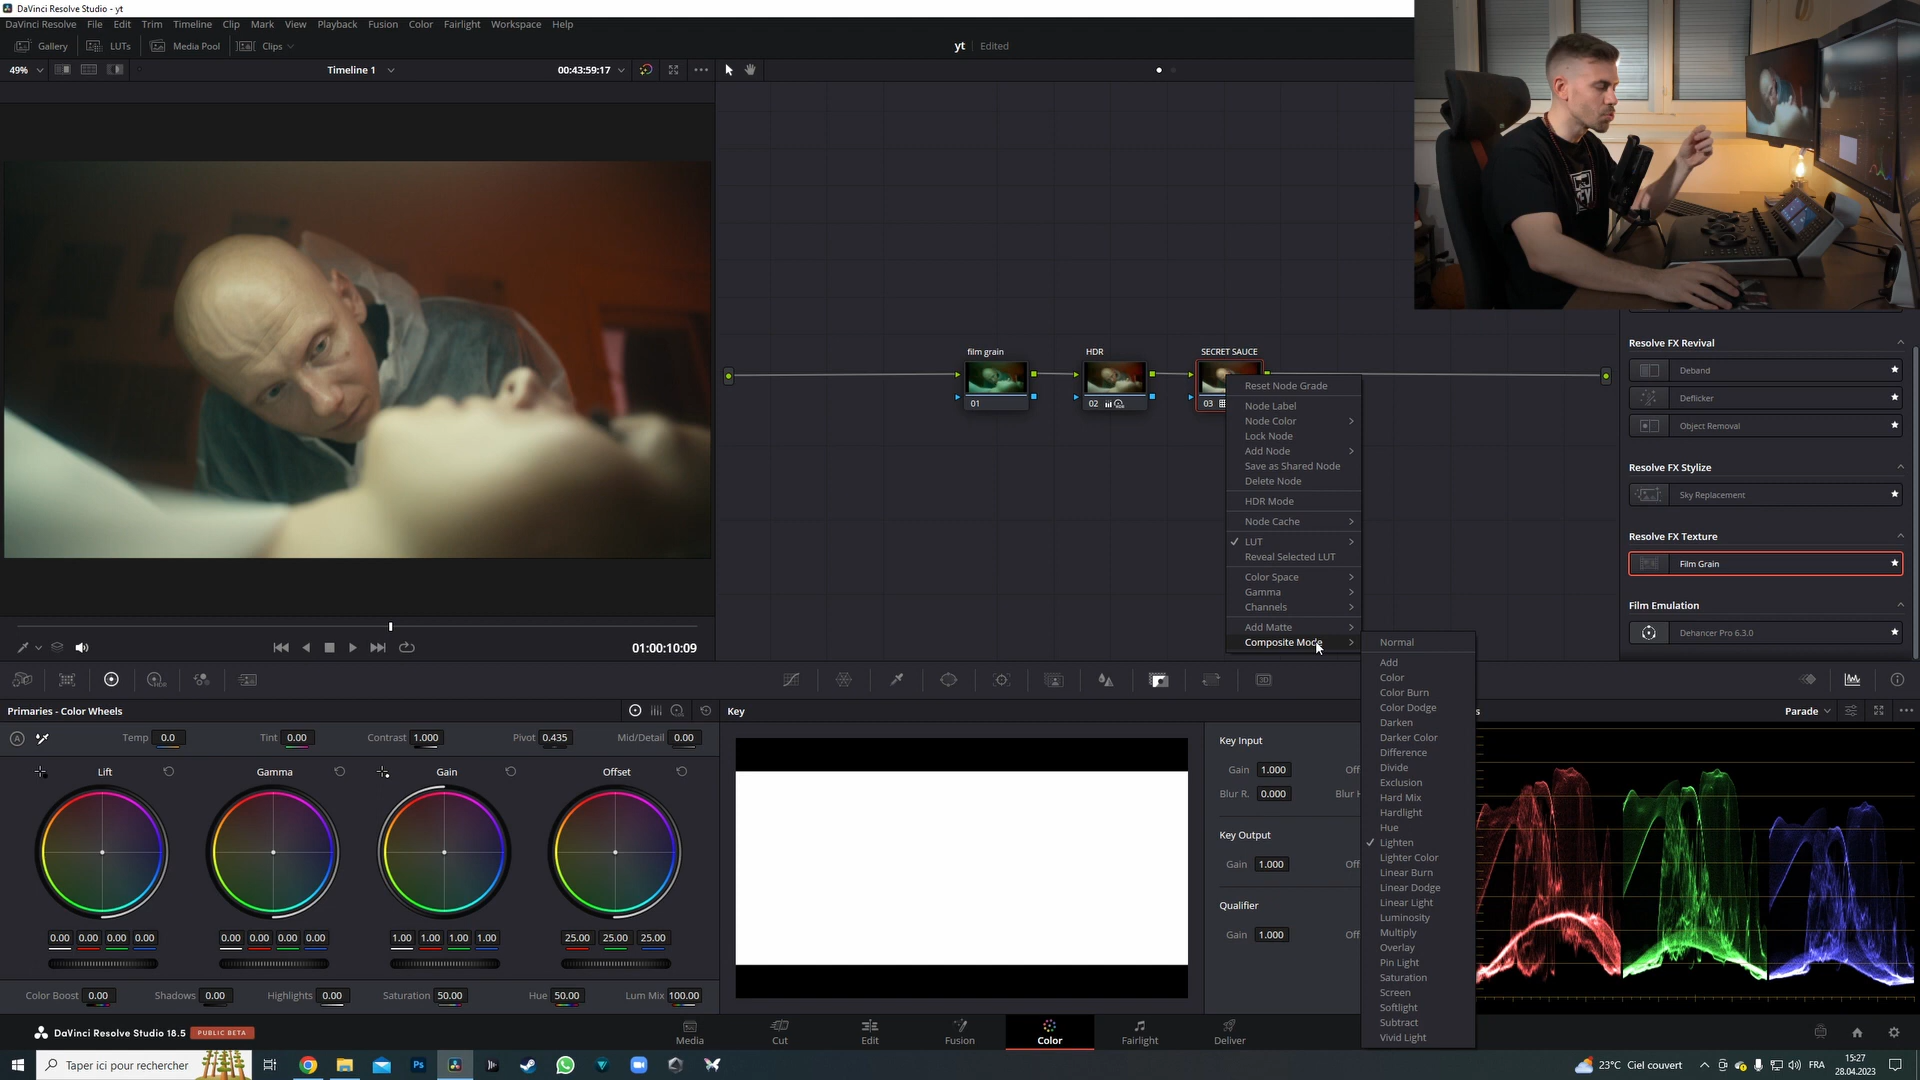 DaVinci Resolve Studio - yt
DaVinci Resolve File Edit Trim Timeline Clip Mark View Playback Fusion Color Fairlight Workspace Help
Gallery LUTs Media Pool Clips
yt Edited
49% Timeline 1 00:43:59:17
film grain HDR SECRET SAUCE
01 02 03
Reset Node Grade
Node Label
Node Color
Lock Node
Add Node
Save as Shared Node
Delete Node
HDR Mode
Node Cache
LUT
Reveal Selected LUT
Color Space
Gamma
Channels
Add Matte
Composite Mode
Normal
Add
Color
Color Burn
Color Dodge
Darken
Darker Color
Difference
Divide
Exclusion
Hard Mix
Hardlight
Hue
Lighten
Lighter Color
Linear Burn
Linear Dodge
Linear Light
Luminosity
Multiply
Overlay
Pin Light
Saturation
Screen
Softlight
Subtract
Vivid Light
Resolve FX Revival
Deband
Deflicker
Object Removal
Resolve FX Stylize
Sky Replacement
Resolve FX Texture
Film Grain
Film Emulation
Dehancer Pro 6.3.0
01:00:10:09
Primaries - Color Wheels
Temp 0.0 Tint 0.00 Contrast 1.000 Pivot 0.435 Mid/Detail 0.00
Lift Gamma Gain Offset
0.00 0.00 0.00 0.00 0.00 0.00 0.00 0.00 1.00 1.00 1.00 1.00 25.00 25.00 25.00
Color Boost 0.00 Shadows 0.00 Highlights 0.00 Saturation 50.00 Hue 50.00 Lum Mix 100.00
Key
Key Input
Gain 1.000 Off
Blur R. 0.000 Blur H
Key Output
Gain 1.000 Off
Qualifier
Gain 1.000 Off
s Parade
DaVinci Resolve Studio 18.5 PUBLIC BETA
Media Cut Edit Fusion Color Fairlight Deliver
Taper ici pour rechercher
23°C Ciel couvert FRA 15:27
28.04.2023